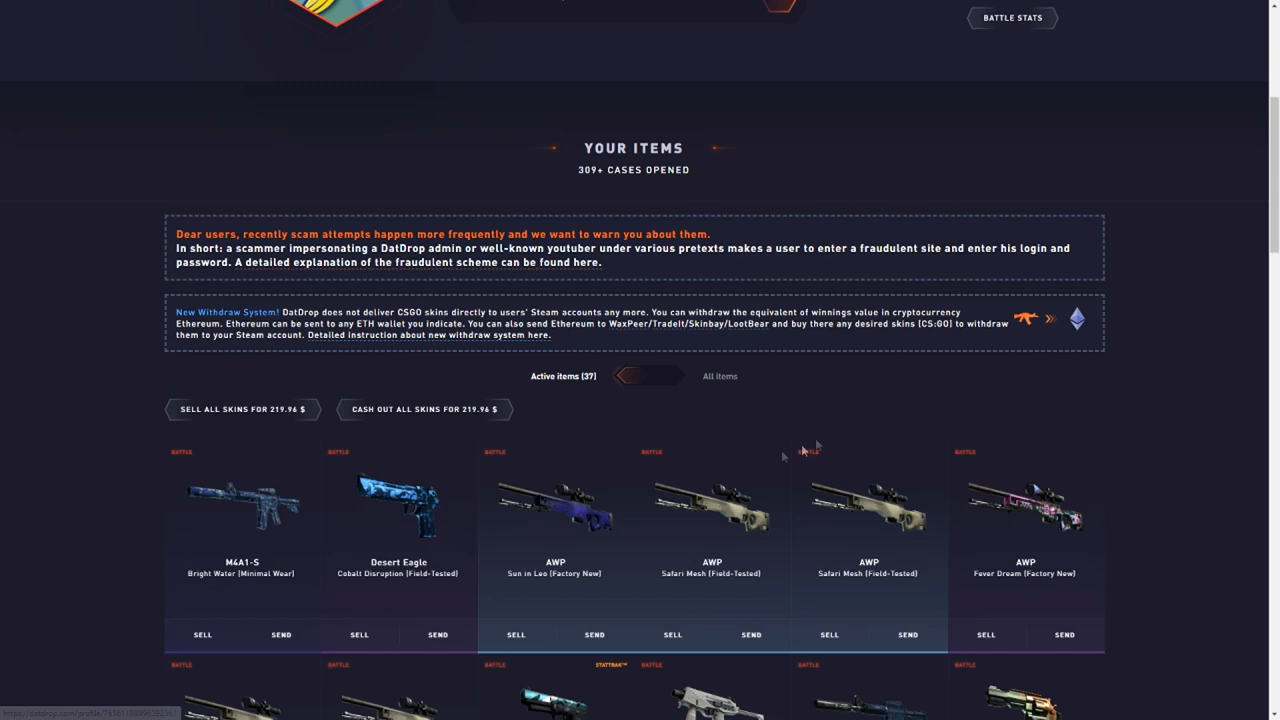 BATTLE STATS
YOUR ITEMS
309+ CASES OPENED
Dear users, recently scam attempts happen more frequently and we want to warn you about them.
In short: a scammer impersonating a DatDrop admin or well-known youtuber under various pretexts makes a user to enter a fraudulent site and enter his login and
password. A detailed explanation of the fraudulent scheme can be found here.
New Withdraw System! DatDrop does not deliver CSGO skins directly to users' Steam accounts any more. You can withdraw the equivalent of winnings value in cryptocurrency
Ethereum. Ethereum can be sent to any ETH wallet you indicate. You can also send Ethereum to WaxPeer/TradeIt/Skinbay/LootBear and buy there any desired skins (CS:GO) to withdraw
them to your Steam account. Detailed instruction about new withdraw system here.
Active items (37) All items
SELL ALL SKINS FOR 219.96 $ CASH OUT ALL SKINS FOR 219.96 $
BATTLE BATTLE BATTLE BATTLE BATTLE BATTLE
M4A1-S Desert Eagle AWP AWP AWP AWP
Bright Water (Minimal Wear) Cobalt Disruption (Field-Tested) Sun in Leo (Factory New) Safari Mesh (Field-Tested) Safari Mesh (Field-Tested) Fever Dream (Factory New)
SELL SEND SELL SEND SELL SEND SELL SEND SELL SEND SELL SEND
BATTLE BATTLE BATTLE STATTRAK™ BATTLE BATTLE BATTLE